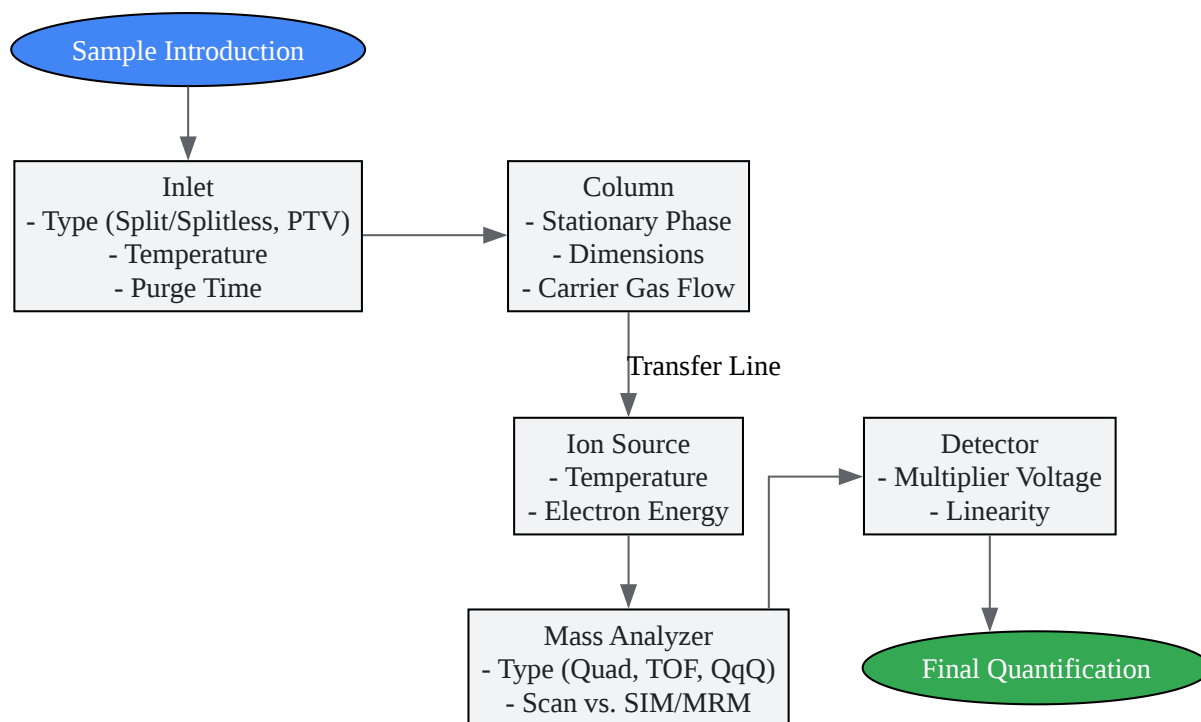 Sample Introduction
Inlet
- Type (Split/Splitless, PTV)
- Temperature
- Purge Time
Column
- Stationary Phase
- Dimensions
- Carrier Gas Flow
Transfer Line
Ion Source
- Temperature
- Electron Energy
Mass Analyzer
- Type (Quad, TOF, QqQ)
- Scan vs. SIM/MRM
Detector
- Multiplier Voltage
- Linearity
Final Quantification